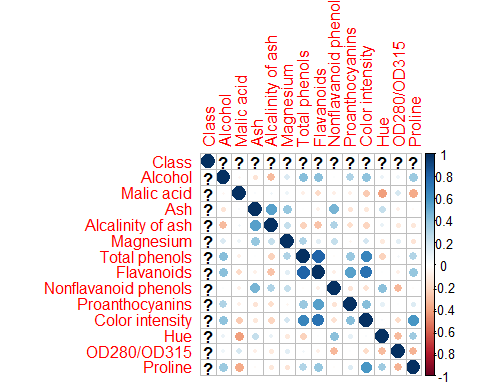 Class
Alcohol
Malic acid
Ash
Alcalinity of ash
Magnesium
Total phenols
Flavanoids
Nonflavanoid phenol
Proanthocyanins
Color intensity
Hue
OD280/OD315
Proline
Class ? ? ? ? ? ? ? ? ? ? ? ? ?
Alcohol ?
Malic acid ?
Ash ?
Alcalinity of ash ?
Magnesium ?
Total phenols ?
Flavanoids ?
Nonflavanoid phenols ?
Proanthocyanins ?
Color intensity ?
Hue ?
OD280/OD315 ?
Proline ?
1
0.8
0.6
0.4
0.2
0
-0.2
-0.4
-0.6
-0.8
-1